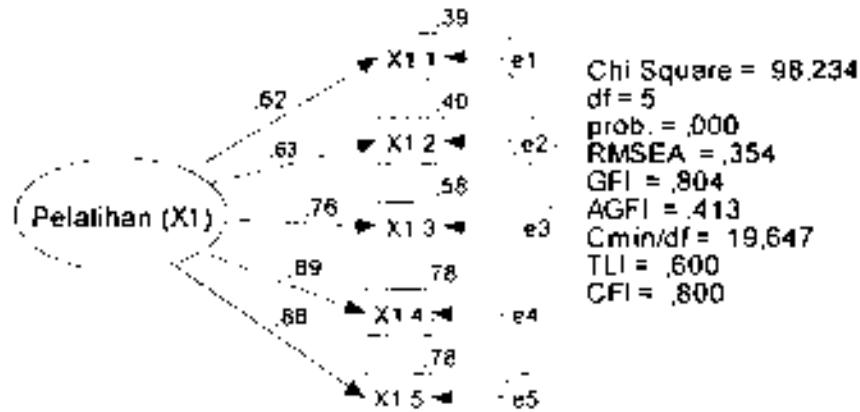 ,39
X1 1
e1
,62
,40
X1 2
e2
,63
,58
Pelalihan (X1)
,76
X1 3
e3
,89
,78
X1 4
e4
,88
,78
X1 5
e5
Chi Square = 98,234
df = 5
prob. = ,000
RMSEA = ,354
GFI = ,804
AGFI = ,413
Cmin/df = 19,647
TLI = ,600
CFI = ,800